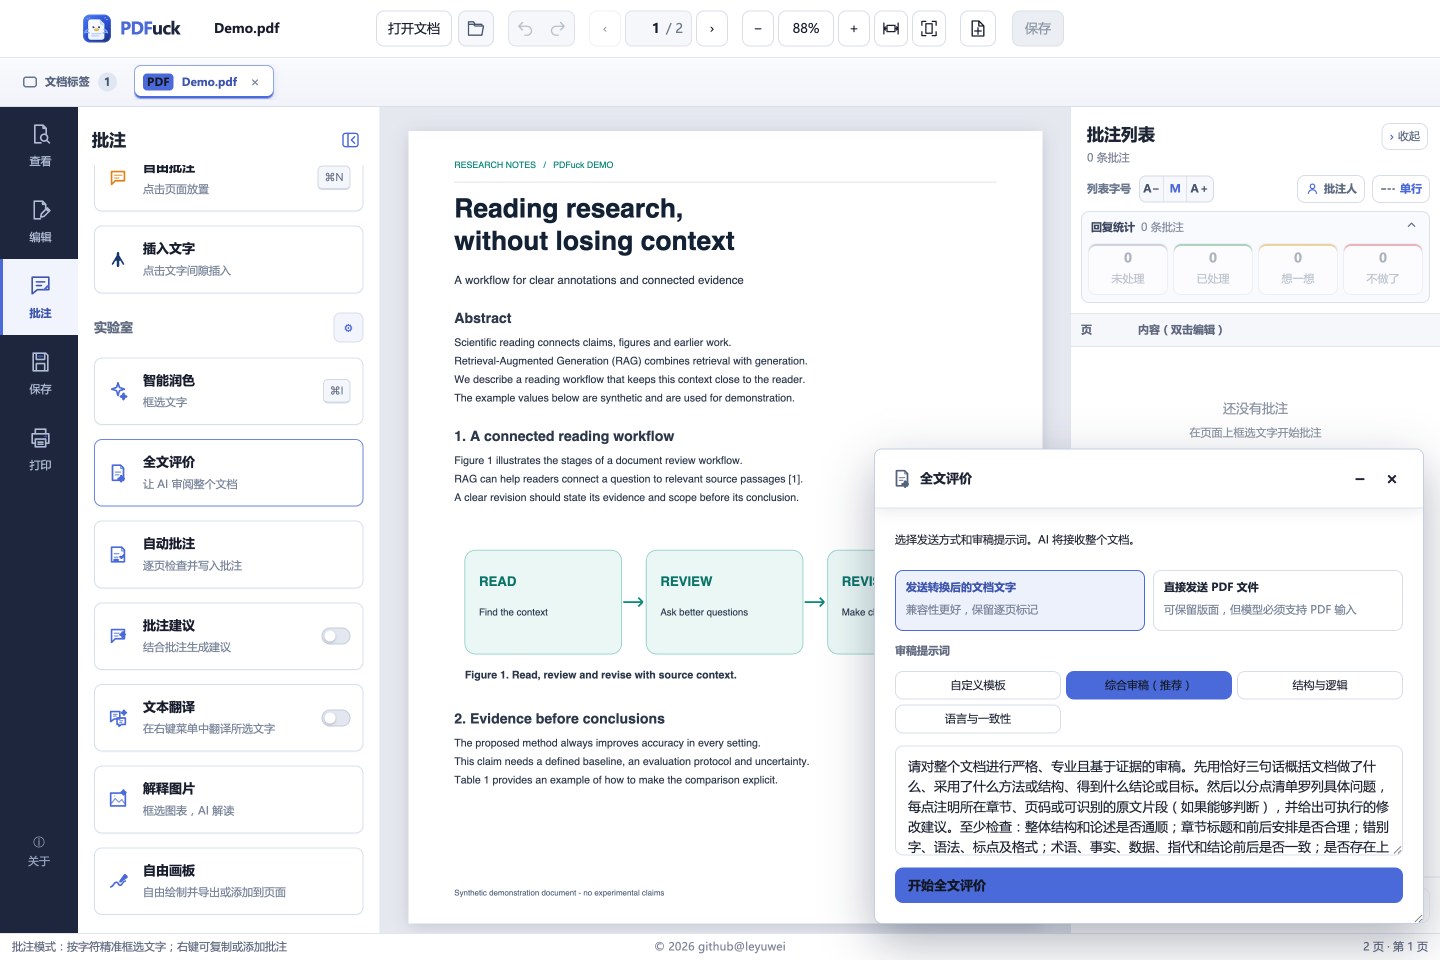 PDFuck
Demo.pdf
打开文档
‹
1 / 2
›
−
88%
+
保存
文档标签 1
PDF Demo.pdf ×
查看
编辑
批注
保存
打印
ⓘ
关于
批注
自由批注
点击页面放置
⌘N
插入文字
点击文字间隙插入
实验室
智能润色
框选文字
⌘I
全文评价
让 AI 审阅整个文档
自动批注
逐页检查并写入批注
批注建议
结合批注生成建议
文本翻译
在右键菜单中翻译所选文字
解释图片
框选图表，AI 解读
自由画板
自由绘制并导出或添加到页面
RESEARCH NOTES / PDFuck DEMO
Reading research,
without losing context
A workflow for clear annotations and connected evidence
Abstract
Scientific reading connects claims, figures and earlier work.
Retrieval-Augmented Generation (RAG) combines retrieval with generation.
We describe a reading workflow that keeps this context close to the reader.
The example values below are synthetic and are used for demonstration.
1. A connected reading workflow
Figure 1 illustrates the stages of a document review workflow.
RAG can help readers connect a question to relevant source passages [1].
A clear revision should state its evidence and scope before its conclusion.
READ
Find the context
REVIEW
Ask better questions
REVIS
Make c
Figure 1. Read, review and revise with source context.
2. Evidence before conclusions
The proposed method always improves accuracy in every setting.
This claim needs a defined baseline, an evaluation protocol and uncertainty.
Table 1 provides an example of how to make the comparison explicit.
Synthetic demonstration document - no experimental claims
批注列表
› 收起
0 条批注
列表字号 A− M A+
批注人
--- 单行
回复统计 0 条批注
0
未处理
0
已处理
0
想一想
0
不做了
页 内容（双击编辑）
还没有批注
在页面上框选文字开始批注
全文评价
− ×
选择发送方式和审稿提示词。AI 将接收整个文档。
发送转换后的文档文字
兼容性更好，保留逐页标记
直接发送 PDF 文件
可保留版面，但模型必须支持 PDF 输入
审稿提示词
自定义模板
综合审稿（推荐）
结构与逻辑
语言与一致性
请对整个文档进行严格、专业且基于证据的审稿。先用恰好三句话概括文档做了什
么、采用了什么方法或结构、得到什么结论或目标。然后以分点清单罗列具体问题，
每点注明所在章节、页码或可识别的原文片段（如果能够判断），并给出可执行的修
改建议。至少检查：整体结构和论述是否通顺；章节标题和前后安排是否合理；错别
字、语法、标点及格式；术语、事实、数据、指代和结论前后是否一致；是否存在上
开始全文评价
批注模式：按字符精准框选文字；右键可复制或添加批注
© 2026 github@leyuwei
2 页 · 第 1 页